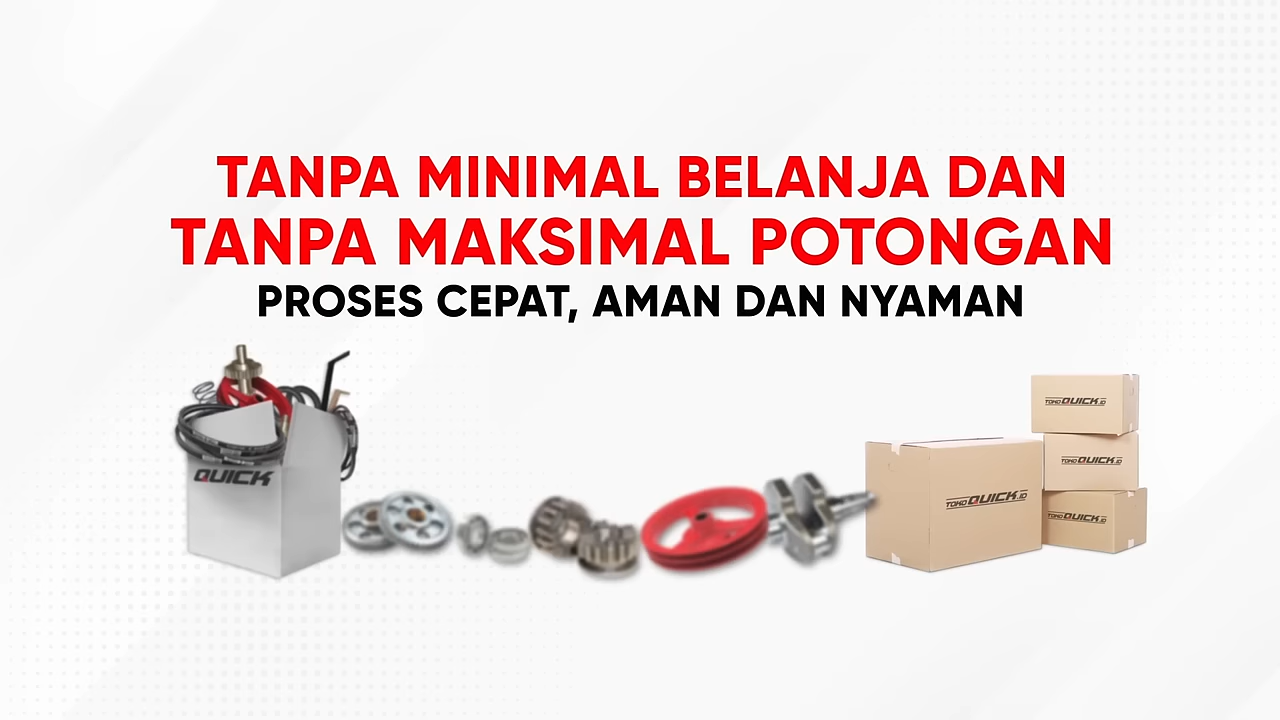 TANPA MINIMAL BELANJA DAN
TANPA MAKSIMAL POTONGAN
PROSES CEPAT, AMAN DAN NYAMAN
QUICK
TOKOQUICK.ID
TOKOQUICK.ID
TOKOQUICK.ID
TOKOQUICK.ID